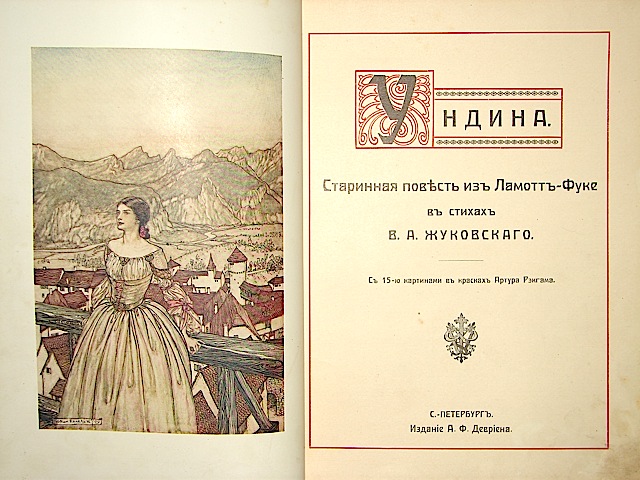 УНДИНА.
Старинная повѣсть изъ Ламоттъ-Фуке
въ стихахъ
В. А. ЖУКОВСКАГО.
Съ 15-ю картинами въ краскахъ Артура Рэкгама.
С.-ПЕТЕРБУРГЪ.
Изданіе А. Ф. Девріена.